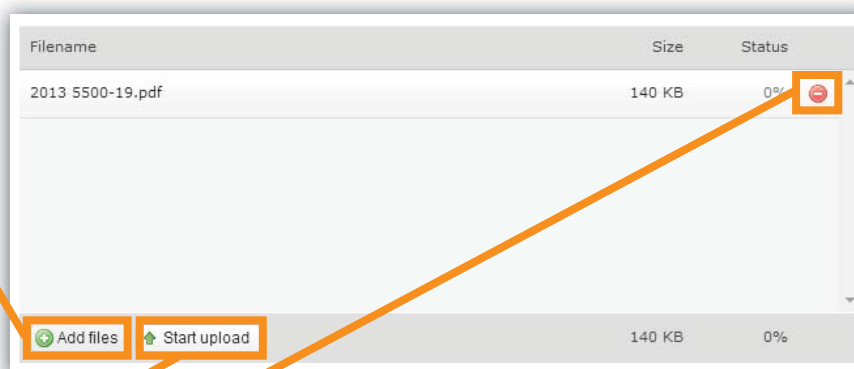 Filename Size Status
2013 5500-19.pdf 140 KB 0%
Add files Start upload 140 KB 0%